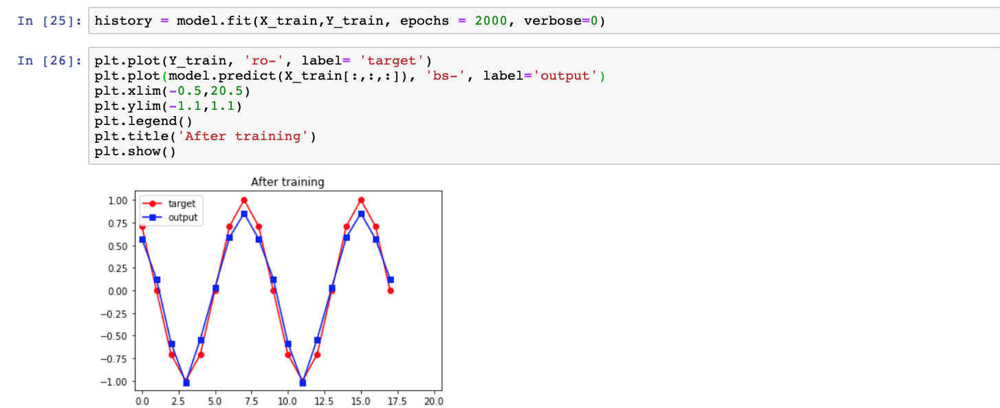 In [25]: history = model.fit(X_train,Y_train, epochs = 2000, verbose=0)
In [26]: plt.plot(Y_train, 'ro-', label= 'target')
plt.plot(model.predict(X_train[:,:,:]), 'bs-', label='output')
plt.xlim(-0.5,20.5)
plt.ylim(-1.1,1.1)
plt.legend()
plt.title('After training')
plt.show()
After training
target
output
1.00
0.75
0.50
0.25
0.00
−0.25
−0.50
−0.75
−1.00
0.0 2.5 5.0 7.5 10.0 12.5 15.0 17.5 20.0